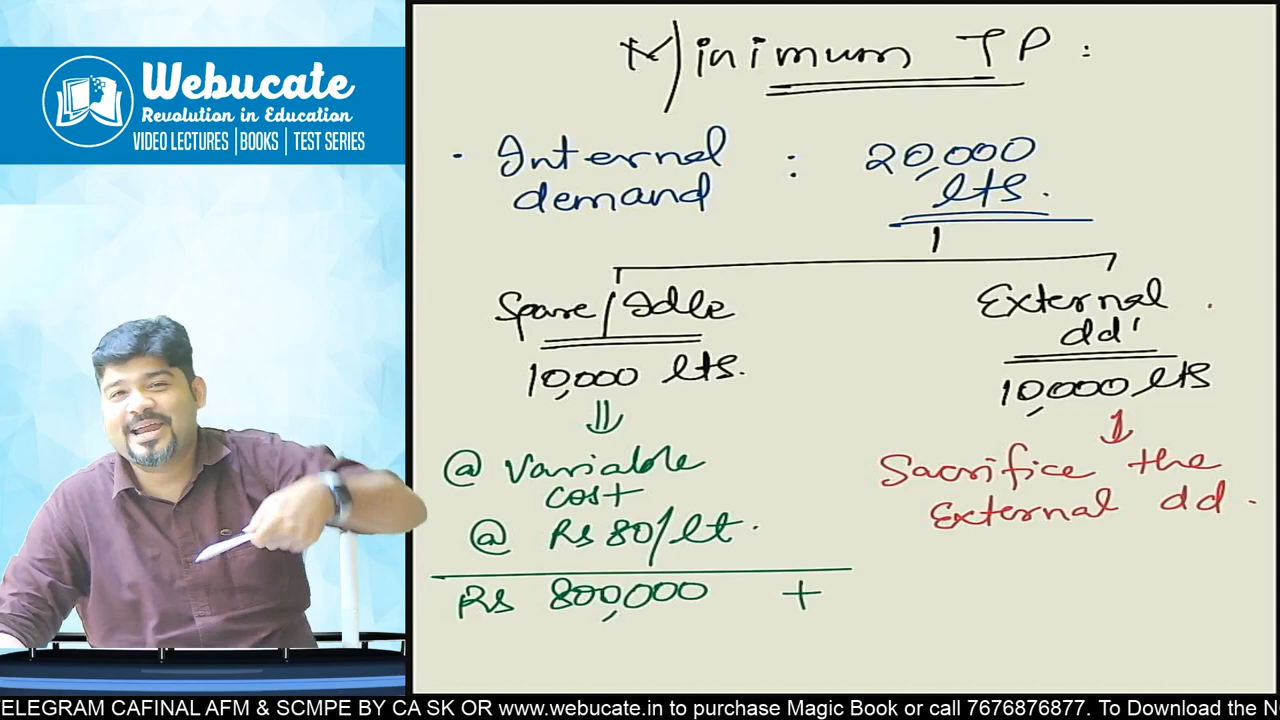 Webucate
Revolution in Education
VIDEO LECTURES | BOOKS | TEST SERIES
Minimum TP :
· Internal demand : 20,000 lts.
Spare/Idle
10,000 lts.
@ Variable cost
@ Rs 80/lt.
Rs 800,000 +
External dd'
10,000 lts
Sacrifice the
External dd.
ELEGRAM CAFINAL AFM & SCMPE BY CA SK OR www.webucate.in to purchase Magic Book or call 7676876877. To Download the N